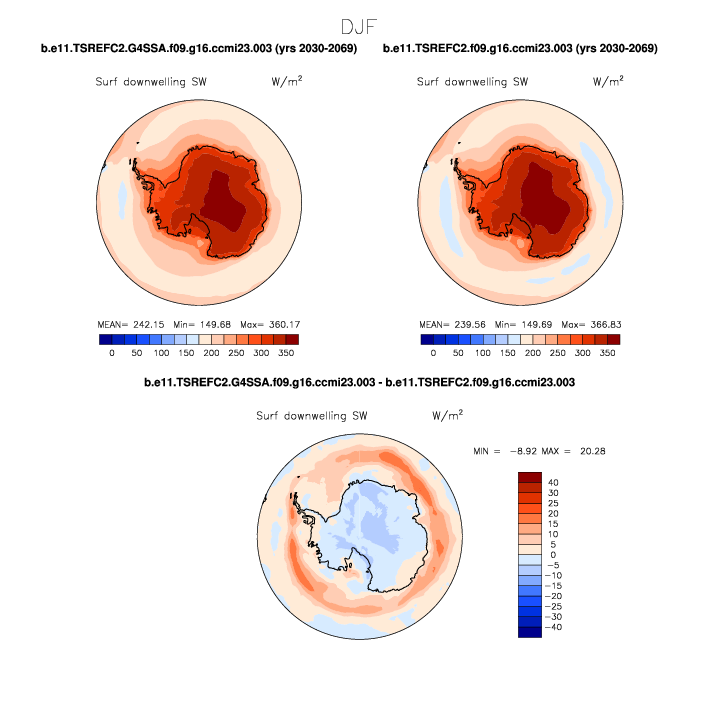 DJF
b.e11.TSREFC2.G4SSA.f09.g16.ccmi23.003 (yrs 2030-2069)
b.e11.TSREFC2.f09.g16.ccmi23.003 (yrs 2030-2069)
Surf downwelling SW W/m²
Surf downwelling SW W/m²
MEAN= 242.15 Min= 149.68 Max= 360.17
MEAN= 239.56 Min= 149.69 Max= 366.83
0 50 100 150 200 250 300 350
0 50 100 150 200 250 300 350
b.e11.TSREFC2.G4SSA.f09.g16.ccmi23.003 - b.e11.TSREFC2.f09.g16.ccmi23.003
Surf downwelling SW W/m²
MIN = -8.92 MAX = 20.28
40
30
25
20
15
10
5
0
-5
-10
-15
-20
-25
-30
-40